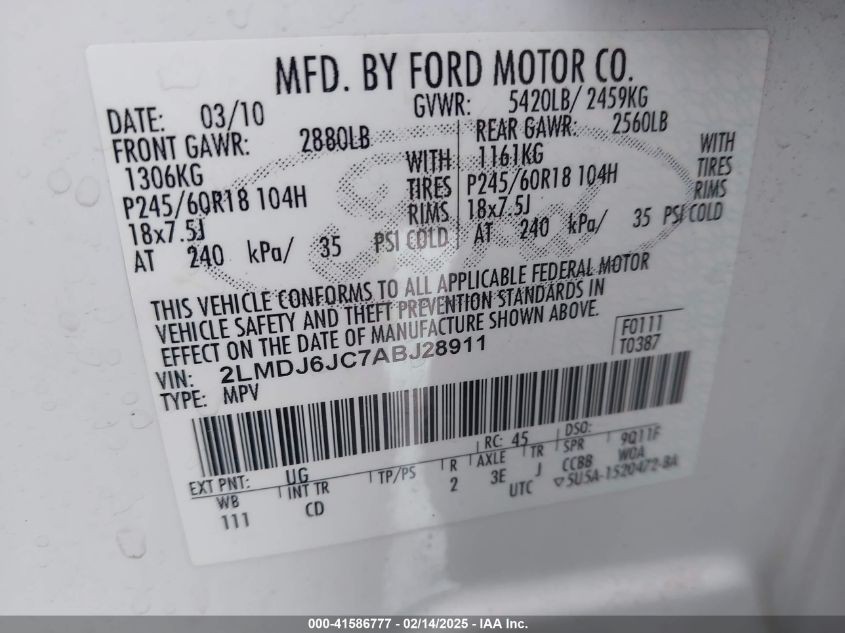 MFD. BY FORD MOTOR CO.
DATE: 03/10 GVWR: 5420LB/ 2459KG
FRONT GAWR: 2880LB REAR GAWR: 2560LB
1306KG WITH 1161KG WITH
P245/60R18 104H TIRES P245/60R18 104H TIRES
18x7.5J RIMS 18x7.5J RIMS
AT 240 kPa/ 35 PSI COLD AT 240 kPa/ 35 PSI COLD
THIS VEHICLE CONFORMS TO ALL APPLICABLE FEDERAL MOTOR
VEHICLE SAFETY AND THEFT PREVENTION STANDARDS IN
EFFECT ON THE DATE OF MANUFACTURE SHOWN ABOVE.
F0111
T0387
VIN: 2LMDJ6JC7ABJ28911
TYPE: MPV
EXT PNT: UG RC: 45 DSO: 9Q11F
WB INT TR TP/PS R AXLE TR SPR WOA
111 CD 2 3E J CCBB
UTC ▽5U5A-1520472-BA
000-41586777 - 02/14/2025 - IAA Inc.